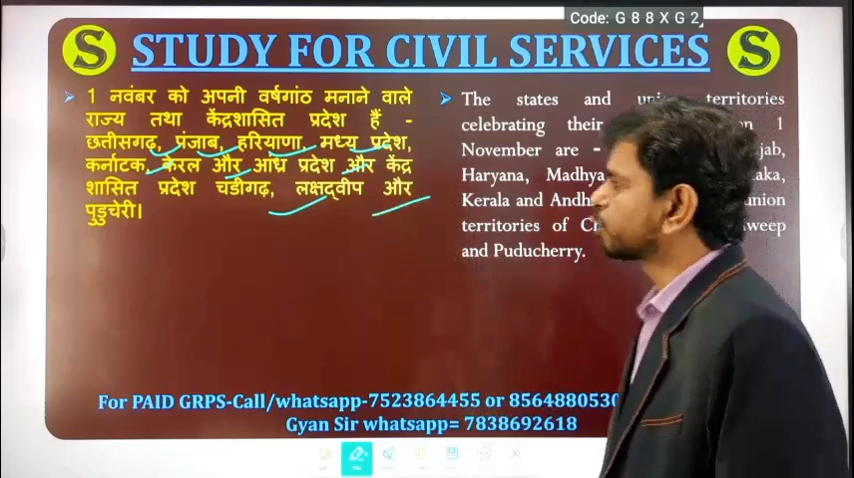 Code: G 8 8 X G 2
S STUDY FOR CIVIL SERVICES S
➤ 1 नवंबर को अपनी वर्षगांठ मनाने वाले
राज्य तथा केंद्रशासित प्रदेश हैं -
छत्तीसगढ़, पंजाब, हरियाणा, मध्य प्रदेश,
कर्नाटक, केरल और आंध्र प्रदेश और केंद्र
शासित प्रदेश चंडीगढ़, लक्षद्वीप और
पुडुचेरी।
➤ The states and territories
celebrating their 1
November are -
Haryana,
Kerala and union
territories of
and Puducherry.
For PAID GRPS-Call/whatsapp-7523864455 or 8564880530
Gyan Sir whatsapp= 7838692618